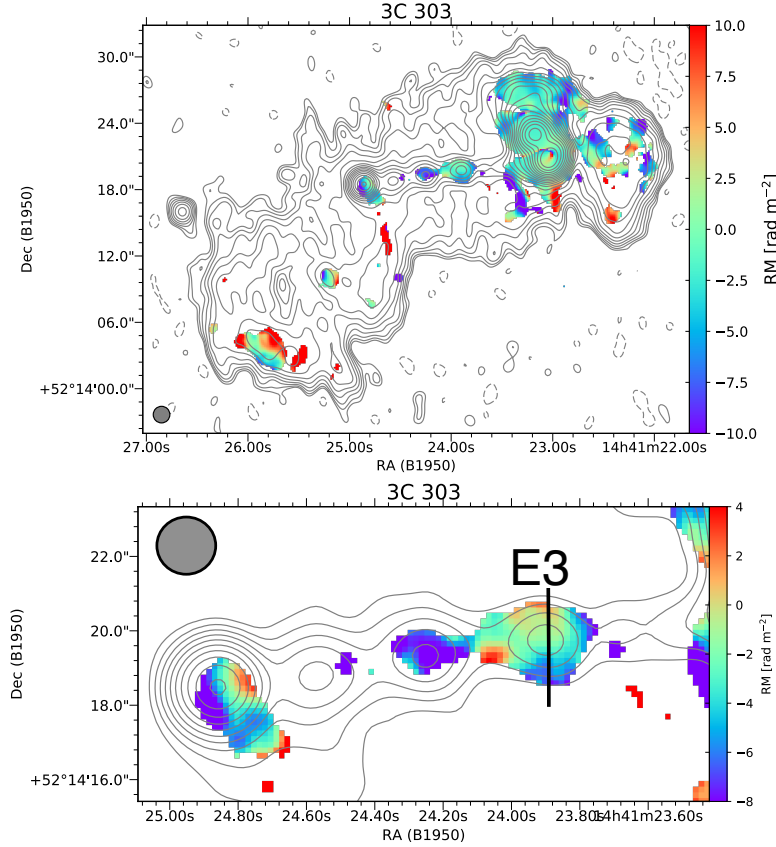 3C 303
30.0"
24.0"
18.0"
12.0"
06.0"
+52°14'00.0"
Dec (B1950)
27.00s 26.00s 25.00s 24.00s 23.00s 14h41m22.00s
RA (B1950)
10.0
7.5
5.0
2.5
0.0
−2.5
−5.0
−7.5
−10.0
RM [rad m⁻²]
3C 303
E3
22.0"
20.0"
18.0"
+52°14'16.0"
Dec (B1950)
25.00s 24.80s 24.60s 24.40s 24.20s 24.00s 23.80s 14h41m23.60s
RA (B1950)
4
2
0
−2
−4
−6
−8
RM [rad m⁻²]